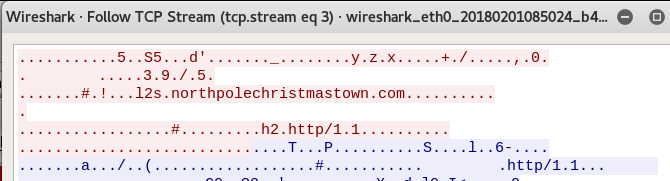 Wireshark · Follow TCP Stream (tcp.stream eq 3) · wireshark_eth0_20180201085024_b4...
...........5..S5...d'......._........y.z.x.....+./.....,.0.
. .....3.9./.5.
.......#.!...l2s.northpolechristmastown.com..........
.
................#.........h2.http/1.1..........
...........................T...P..........S....l..6-....
.......a.../..(..................#........... .http/1.1...